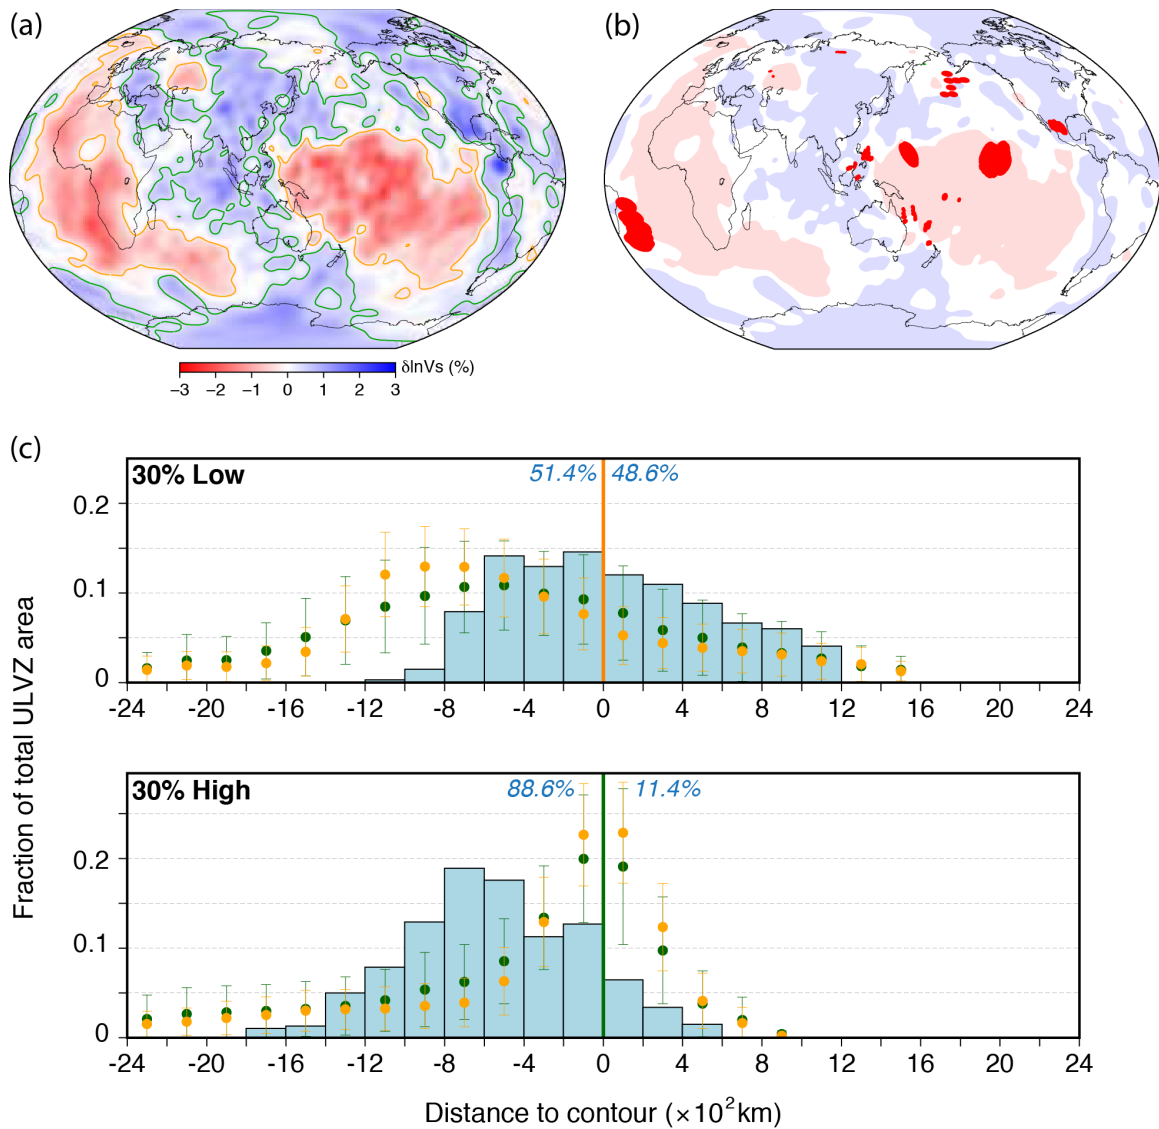 (a)
(b)
δlnVs (%)
−3 −2 −1 0 1 2 3
(c)
30% Low
51.4% 48.6%
0.2
0.1
0
-24 -20 -16 -12 -8 -4 0 4 8 12 16 20 24
Fraction of total ULVZ area
30% High
88.6% 11.4%
0.2
0.1
0
-24 -20 -16 -12 -8 -4 0 4 8 12 16 20 24
Distance to contour (×10² km)